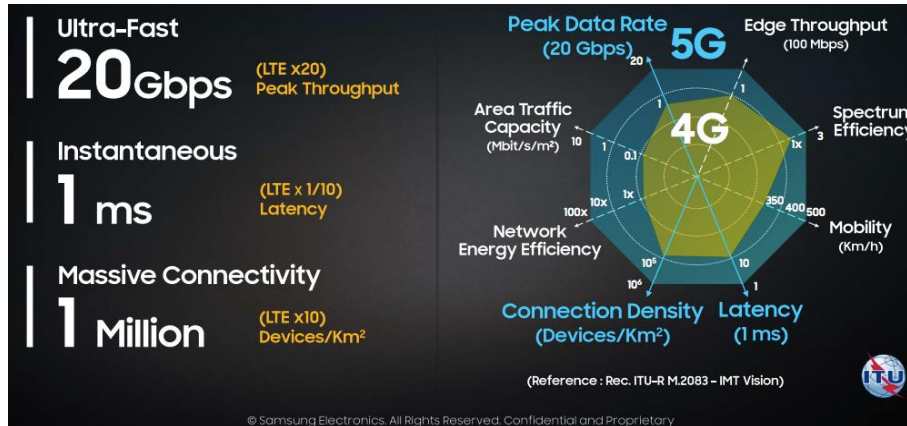 Ultra-Fast
20Gbps
(LTE x20)
Peak Throughput
Instantaneous
1 ms
(LTE x 1/10)
Latency
Massive Connectivity
1 Million
(LTE x10)
Devices/Km²
Peak Data Rate
(20 Gbps)
5G
Edge Throughput
(100 Mbps)
20
1
1
4G
Area Traffic
Capacity
(Mbit/s/m²)
10
1
0.1
Spectrum
Efficiency
3
1x
100x
10x
1x
Network
Energy Efficiency
350
400
500
Mobility
(Km/h)
10⁵
10⁶
10
1
Connection Density
(Devices/Km²)
Latency
(1 ms)
(Reference : Rec. ITU-R M.2083 - IMT Vision)
ITU
© Samsung Electronics. All Rights Reserved. Confidential and Proprietary